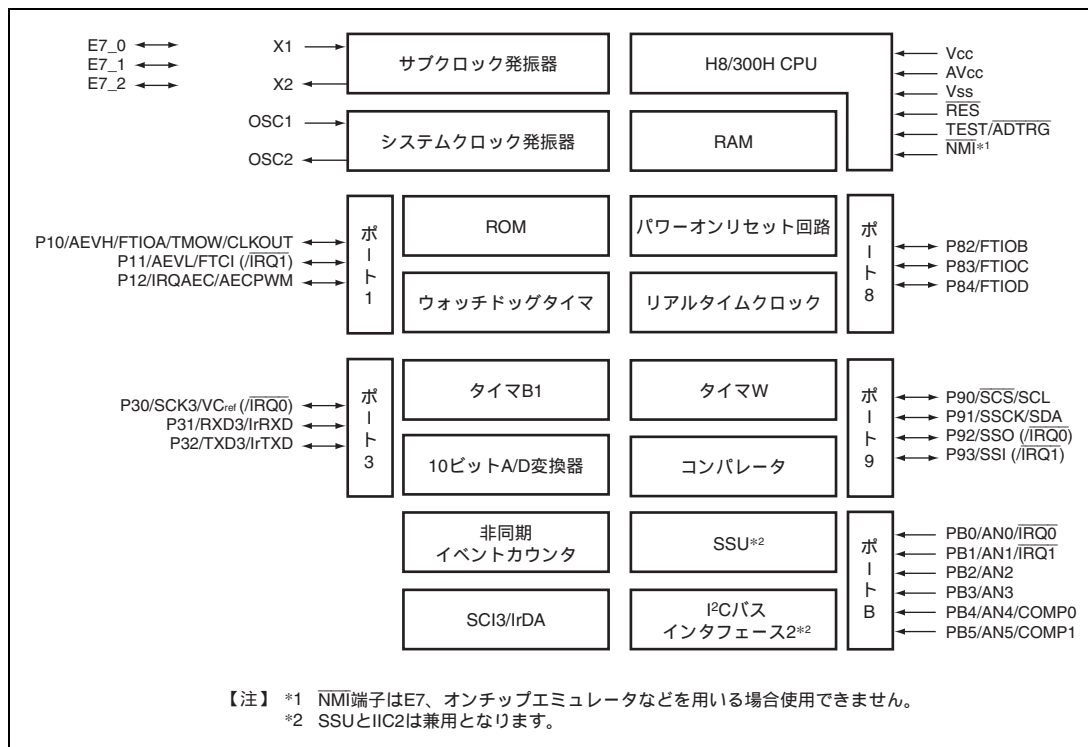 E7_0
E7_1
E7_2
X1
X2
OSC1
OSC2
サブクロック発振器
H8/300H CPU
システムクロック発振器
RAM
Vcc
AVcc
Vss
RES
TEST/ADTRG
NMI*1
P10/AEVH/FTIOA/TMOW/CLKOUT
P11/AEVL/FTCI (/IRQ1)
P12/IRQAEC/AECPWM
ポート1
ROM
パワーオンリセット回路
ウォッチドッグタイマ
リアルタイムクロック
ポート8
P82/FTIOB
P83/FTIOC
P84/FTIOD
P30/SCK3/VCref (/IRQ0)
P31/RXD3/IrRXD
P32/TXD3/IrTXD
ポート3
タイマB1
タイマW
10ビットA/D変換器
コンパレータ
ポート9
P90/SCS/SCL
P91/SSCK/SDA
P92/SSO (/IRQ0)
P93/SSI (/IRQ1)
非同期
イベントカウンタ
SSU*2
SCI3/IrDA
I²Cバス
インタフェース2*2
ポートB
PB0/AN0/IRQ0
PB1/AN1/IRQ1
PB2/AN2
PB3/AN3
PB4/AN4/COMP0
PB5/AN5/COMP1
【注】 *1 NMI端子はE7、オンチップエミュレータなどを用いる場合使用できません。
*2 SSUとIIC2は兼用となります。